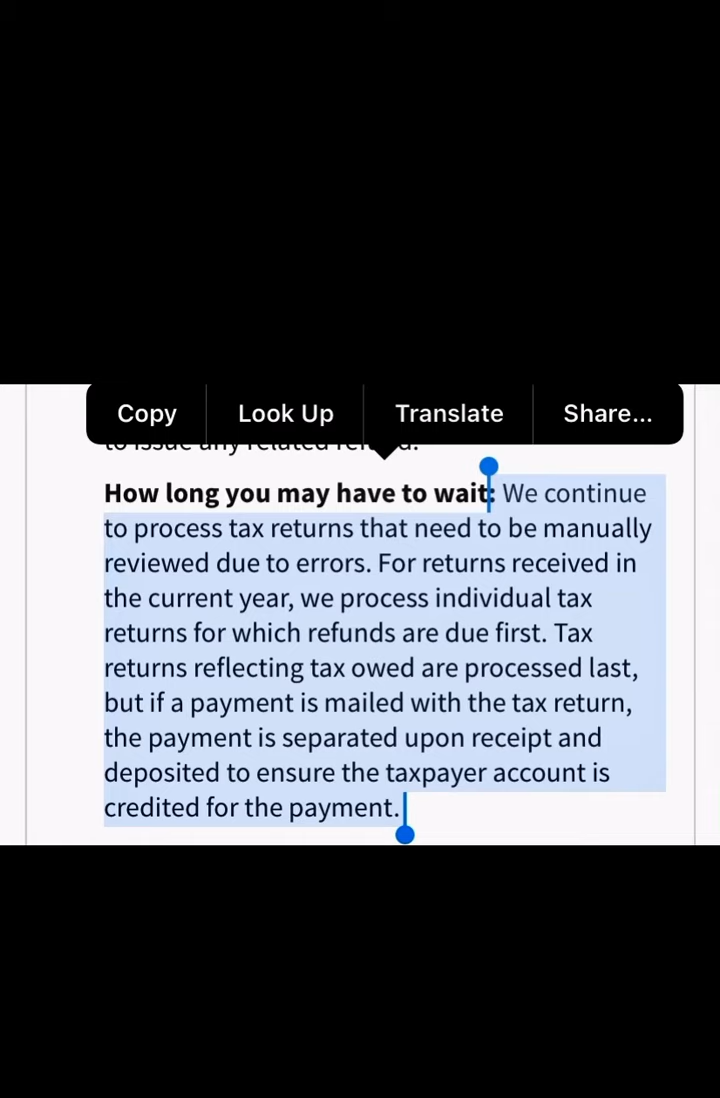 Copy Look Up Translate Share...
to issue any related
How long you may have to wait: We continue
to process tax returns that need to be manually
reviewed due to errors. For returns received in
the current year, we process individual tax
returns for which refunds are due first. Tax
returns reflecting tax owed are processed last,
but if a payment is mailed with the tax return,
the payment is separated upon receipt and
deposited to ensure the taxpayer account is
credited for the payment.